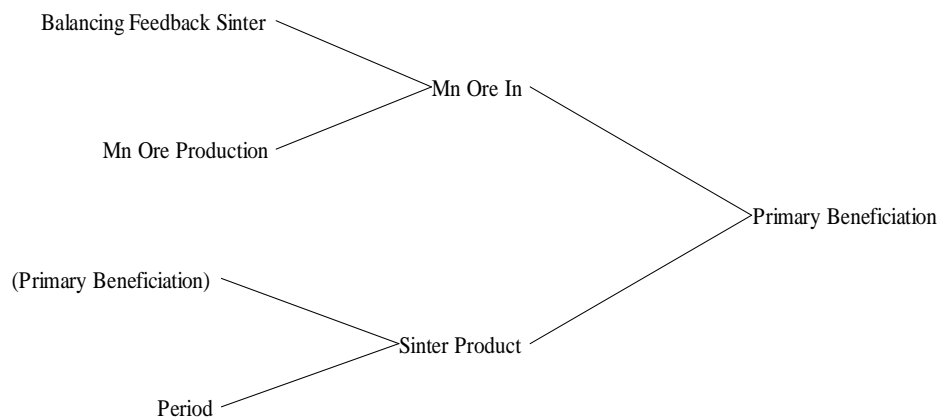 Balancing Feedback Sinter
Mn Ore In
Mn Ore Production
Primary Beneficiation
(Primary Beneficiation)
Sinter Product
Period